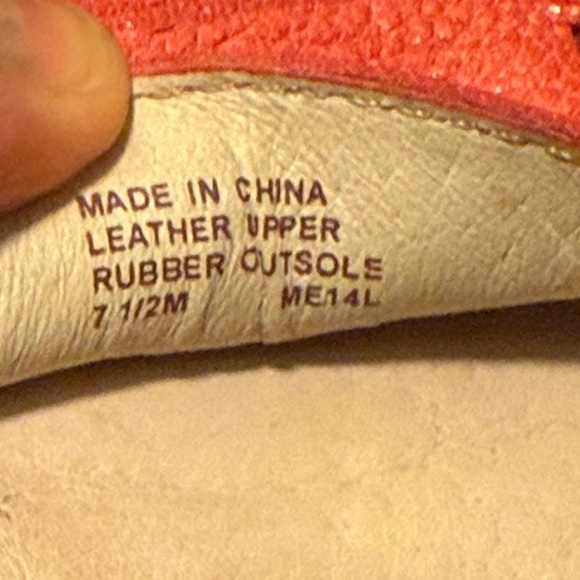 MADE IN CHINA
LEATHER UPPER
RUBBER OUTSOLE
7 1/2M ME14L